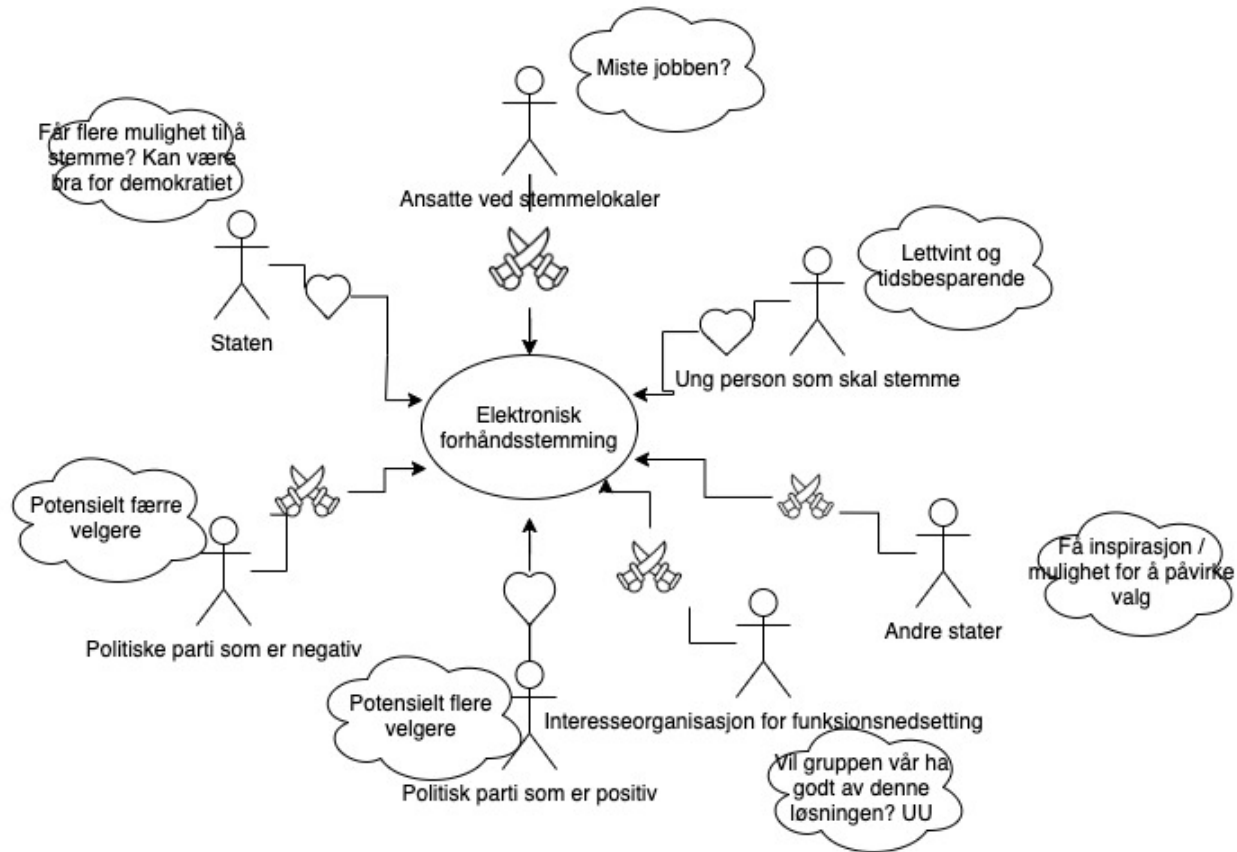 Miste jobben?
Får flere mulighet til å
stemme? Kan være
bra for demokratiet
Ansatte ved stemmelokaler
Lettvint og
tidsbesparende
Staten
Ung person som skal stemme
Elektronisk
forhåndsstemming
Potensielt færre
velgere
Politiske parti som er negativ
Få inspirasjon /
mulighet for å påvirke
valg
Andre stater
Potensielt flere
velgere
Interesseorganisasjon for funksionsnedsetting
Politisk parti som er positiv
Vil gruppen vår ha
godt av denne
løsningen? UU